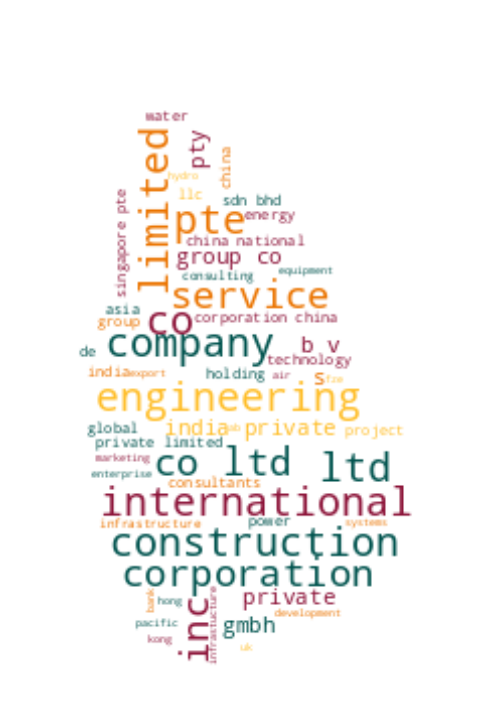 water
limited
pty
china
hydro
llc
singapore pte
sdn bhd
pte
energy
china national
group co
consulting
equipment
service
asia
group
co
corporation china
de
company
b v
technology
india
export
holding
air
s
fze
engineering
global
india
private
project
private limited
marketing
co ltd
ltd
enterprise
consultants
international
infrastructure
power
systems
construction
corporation
bank
hong
inc
infrastucture
private
development
pacific
gmbh
kong
uk